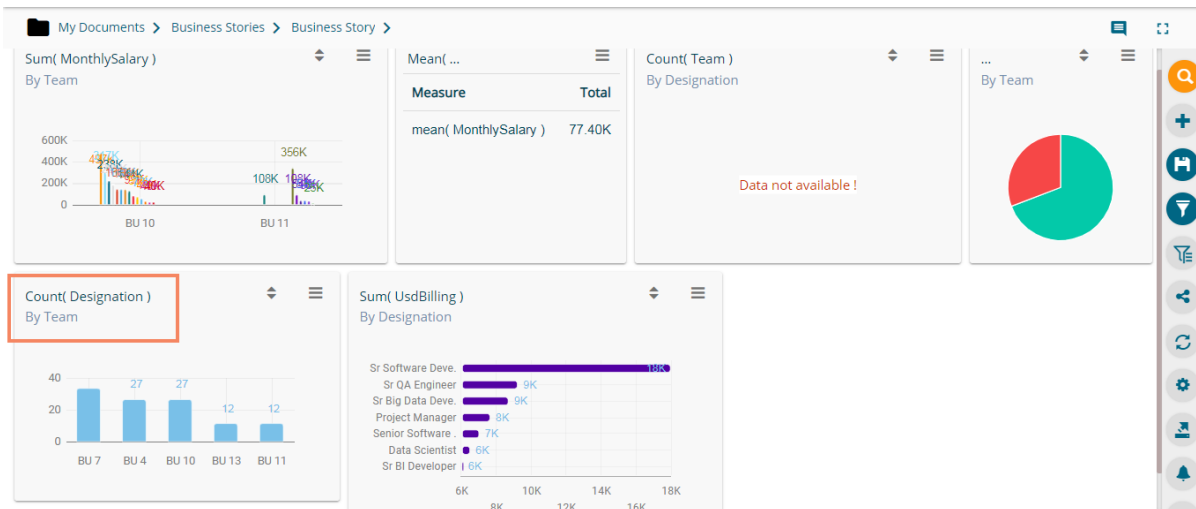 My Documents > Business Stories > Business Story >
Sum( MonthlySalary )
By Team
600K
400K
200K
0
356K
108K
BU 10
BU 11
Mean( ...
Measure Total
mean( MonthlySalary ) 77.40K
Count( Team )
By Designation
Data not available !
...
By Team
Count( Designation )
By Team
40
20
0
27 27 12 12
BU 7 BU 4 BU 10 BU 13 BU 11
Sum( UsdBilling )
By Designation
Sr Software Deve. 18K
Sr QA Engineer 9K
Sr Big Data Deve. 9K
Project Manager 8K
Senior Software . 7K
Data Scientist 6K
Sr BI Developer 6K
6K 10K 14K 18K
8K 12K 16K